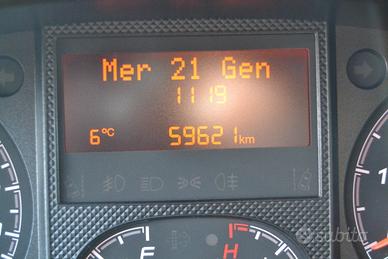 Mer 21 Gen
11:19
6°C 59621km
E H
subito